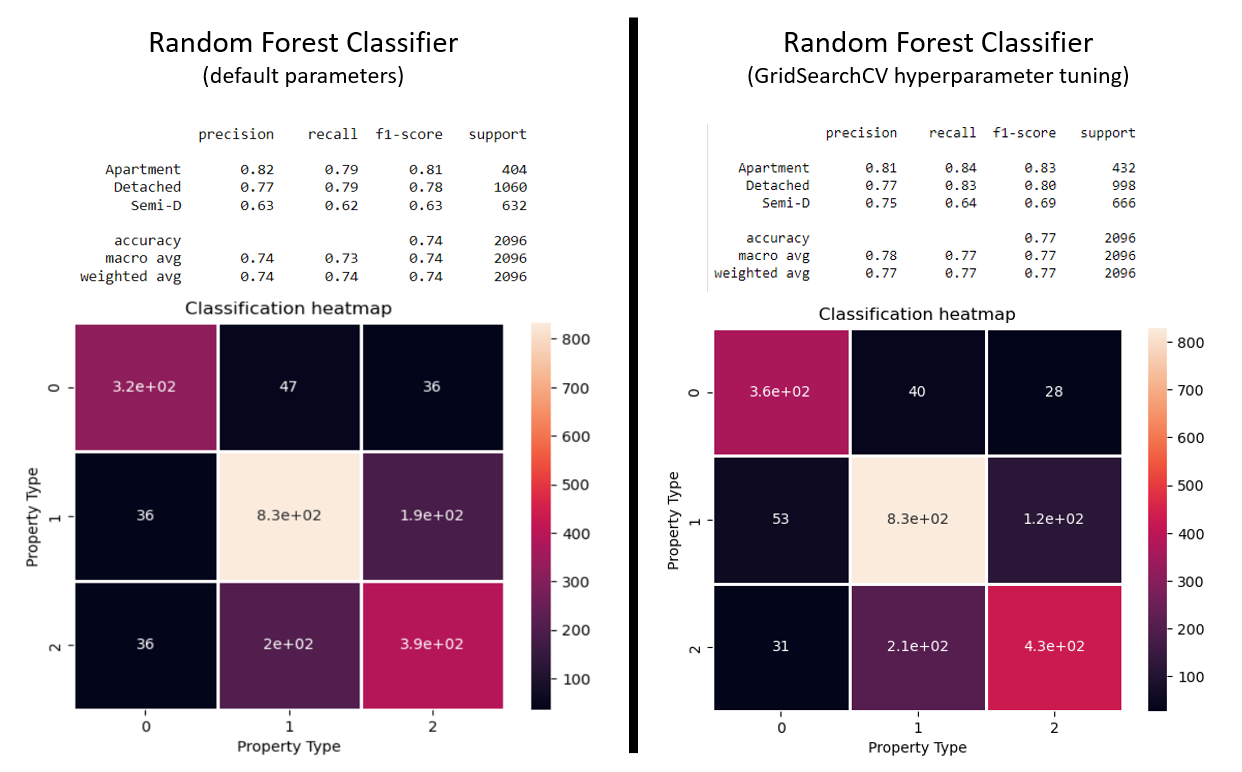 Random Forest Classifier
(default parameters)
precision recall f1-score support
Apartment 0.82 0.79 0.81 404
Detached 0.77 0.79 0.78 1060
Semi-D 0.63 0.62 0.63 632
accuracy 0.74 2096
macro avg 0.74 0.73 0.74 2096
weighted avg 0.74 0.74 0.74 2096
Classification heatmap
0 3.2e+02 47 36
1 36 8.3e+02 1.9e+02
2 36 2e+02 3.9e+02
0 1 2
Property Type
Property Type
800
700
600
500
400
300
200
100
Random Forest Classifier
(GridSearchCV hyperparameter tuning)
precision recall f1-score support
Apartment 0.81 0.84 0.83 432
Detached 0.77 0.83 0.80 998
Semi-D 0.75 0.64 0.69 666
accuracy 0.77 2096
macro avg 0.78 0.77 0.77 2096
weighted avg 0.77 0.77 0.77 2096
Classification heatmap
0 3.6e+02 40 28
1 53 8.3e+02 1.2e+02
2 31 2.1e+02 4.3e+02
0 1 2
Property Type
Property Type
800
700
600
500
400
300
200
100